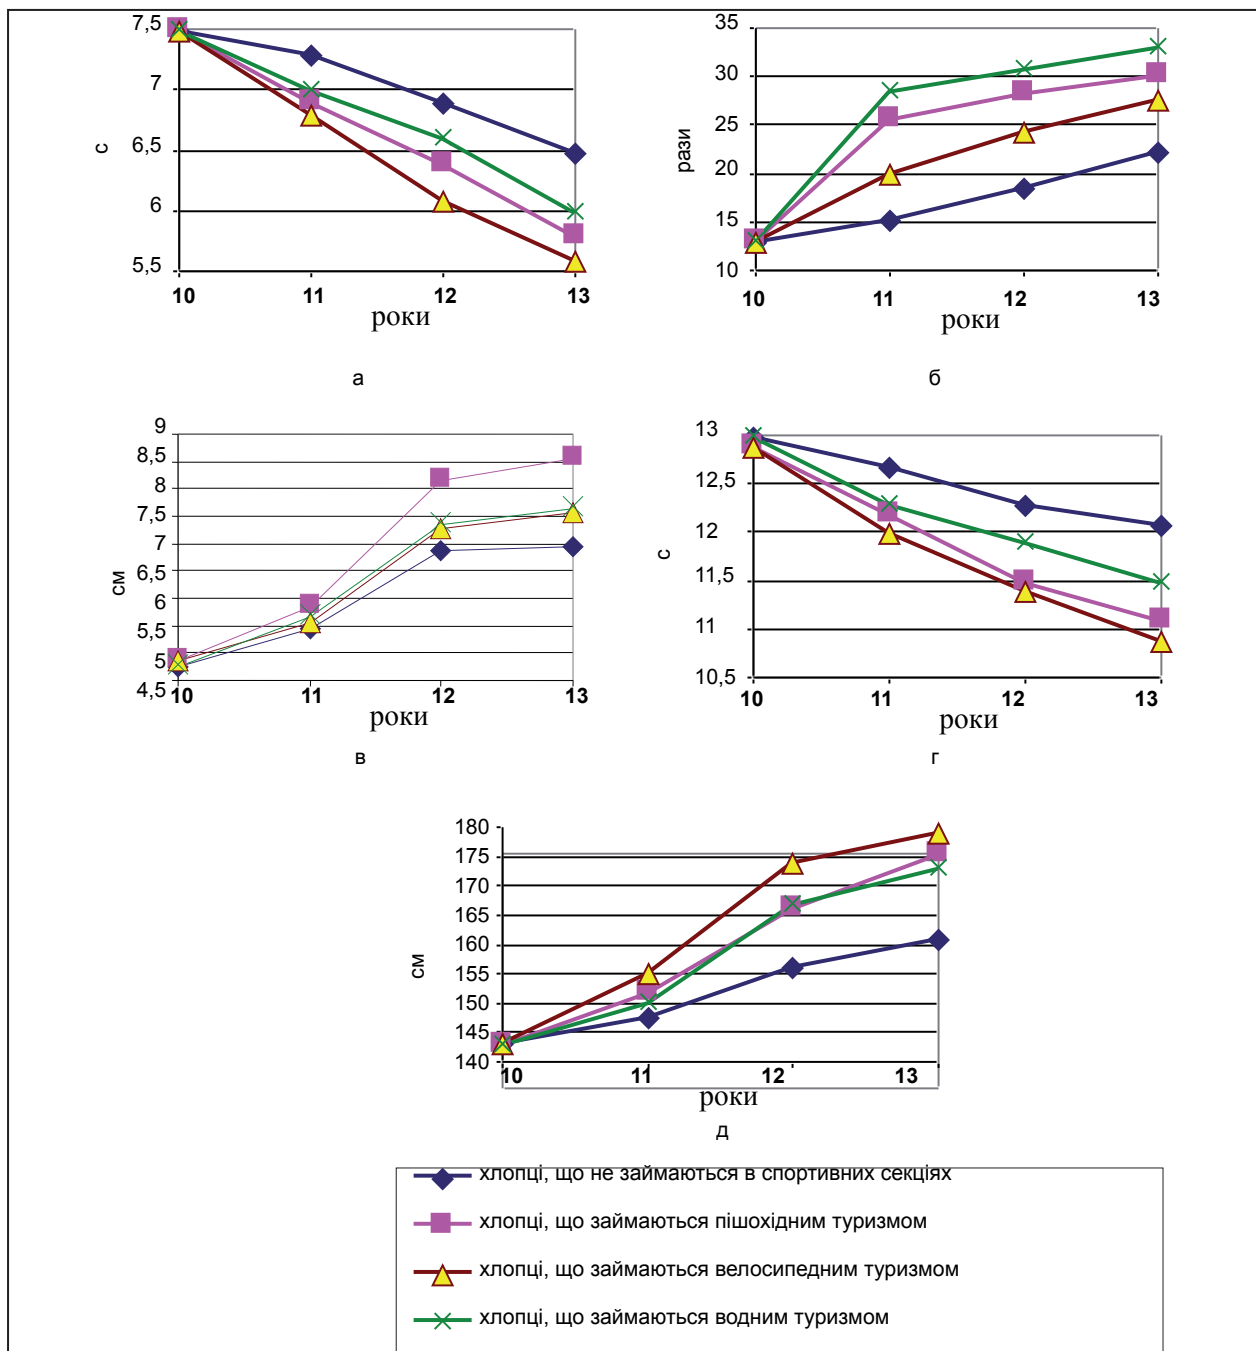 7,5
7
6,5
6
5,5
с
10 11 12 13
роки
а
35
30
25
20
15
10
рази
10 11 12 13
роки
б
9
8,5
8
7,5
7
6,5
6
5,5
5
4,5
см
10 11 12 13
роки
в
13
12,5
12
11,5
11
10,5
с
10 11 12 13
роки
г
180
175
170
165
160
155
150
145
140
см
10 11 12 13
роки
д
хлопці, що не займаються в спортивних секціях
хлопці, що займаються пішохідним туризмом
хлопці, що займаються велосипедним туризмом
хлопці, що займаються водним туризмом